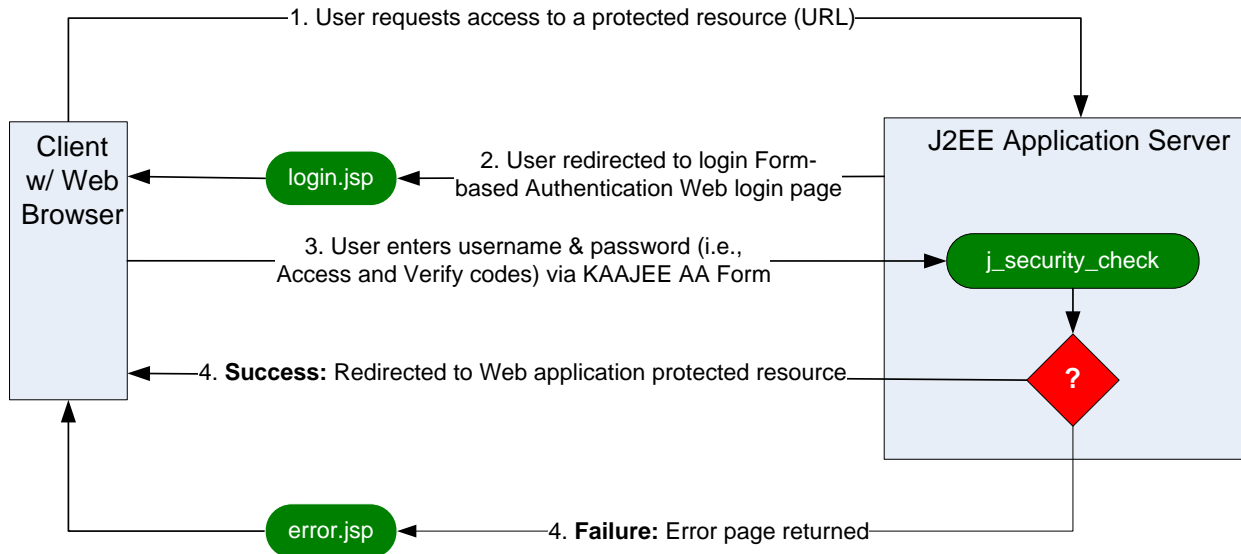 1. User requests access to a protected resource (URL)
Client
w/ Web
Browser
J2EE Application Server
login.jsp
2. User redirected to login Form-
based Authentication Web login page
3. User enters username & password (i.e.,
Access and Verify codes) via KAAJEE AA Form
j_security_check
4. Success: Redirected to Web application protected resource
?
error.jsp
4. Failure: Error page returned